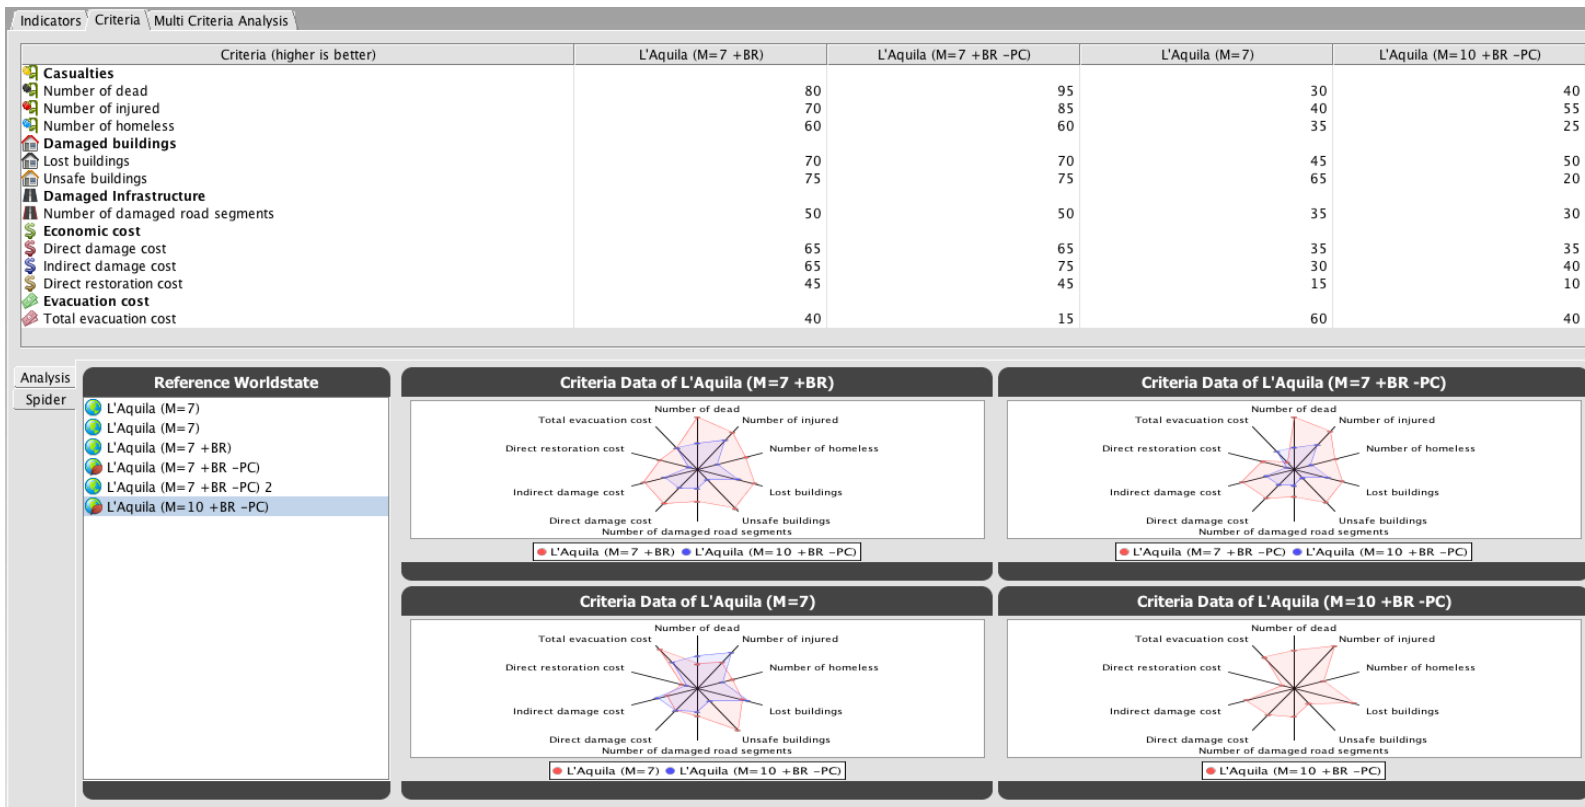 Indicators Criteria Multi Criteria Analysis
Criteria (higher is better) L'Aquila (M=7 +BR) L'Aquila (M=7 +BR -PC) L'Aquila (M=7) L'Aquila (M=10 +BR -PC)
Casualties
Number of dead 80 95 30 40
Number of injured 70 85 40 55
Number of homeless 60 60 35 25
Damaged buildings
Lost buildings 70 70 45 50
Unsafe buildings 75 75 65 20
Damaged Infrastructure
Number of damaged road segments 50 50 35 30
Economic cost
Direct damage cost 65 65 35 35
Indirect damage cost 65 75 30 40
Direct restoration cost 45 45 15 10
Evacuation cost
Total evacuation cost 40 15 60 40
Analysis
Spider
Reference Worldstate
L'Aquila (M=7)
L'Aquila (M=7)
L'Aquila (M=7 +BR)
L'Aquila (M=7 +BR -PC)
L'Aquila (M=7 +BR -PC) 2
L'Aquila (M=10 +BR -PC)
Criteria Data of L'Aquila (M=7 +BR)
Number of dead
Total evacuation cost Number of injured
Direct restoration cost Number of homeless
Indirect damage cost Lost buildings
Direct damage cost Unsafe buildings
Number of damaged road segments
L'Aquila (M=7 +BR) L'Aquila (M=10 +BR -PC)
Criteria Data of L'Aquila (M=7 +BR -PC)
Number of dead
Total evacuation cost Number of injured
Direct restoration cost Number of homeless
Indirect damage cost Lost buildings
Direct damage cost Unsafe buildings
Number of damaged road segments
L'Aquila (M=7 +BR -PC) L'Aquila (M=10 +BR -PC)
Criteria Data of L'Aquila (M=7)
Number of dead
Total evacuation cost Number of injured
Direct restoration cost Number of homeless
Indirect damage cost Lost buildings
Direct damage cost Unsafe buildings
Number of damaged road segments
L'Aquila (M=7) L'Aquila (M=10 +BR -PC)
Criteria Data of L'Aquila (M=10 +BR -PC)
Number of dead
Total evacuation cost Number of injured
Direct restoration cost Number of homeless
Indirect damage cost Lost buildings
Direct damage cost Unsafe buildings
Number of damaged road segments
L'Aquila (M=10 +BR -PC)